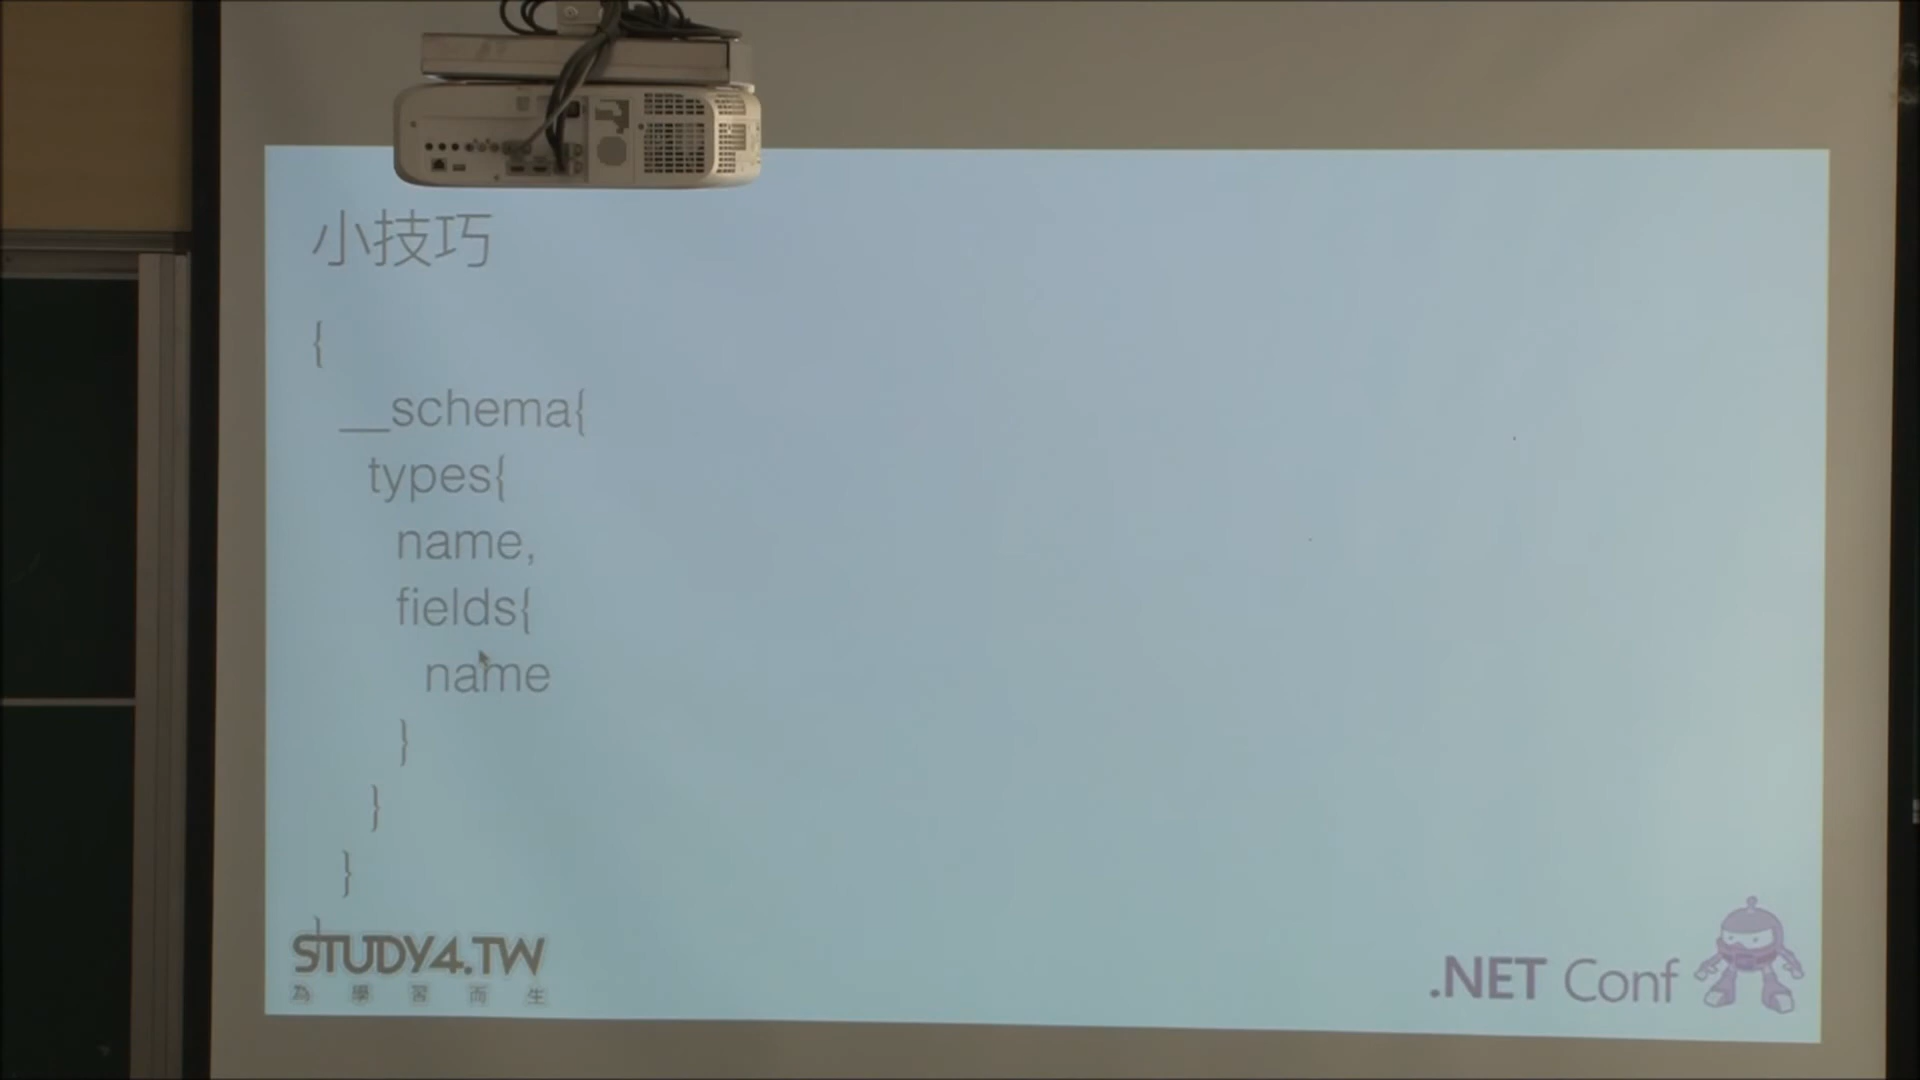 小技巧
{
__schema{
types{
name,
fields{
name
}
}
}
}
STUDY4.TW
為學習而生
.NET Conf